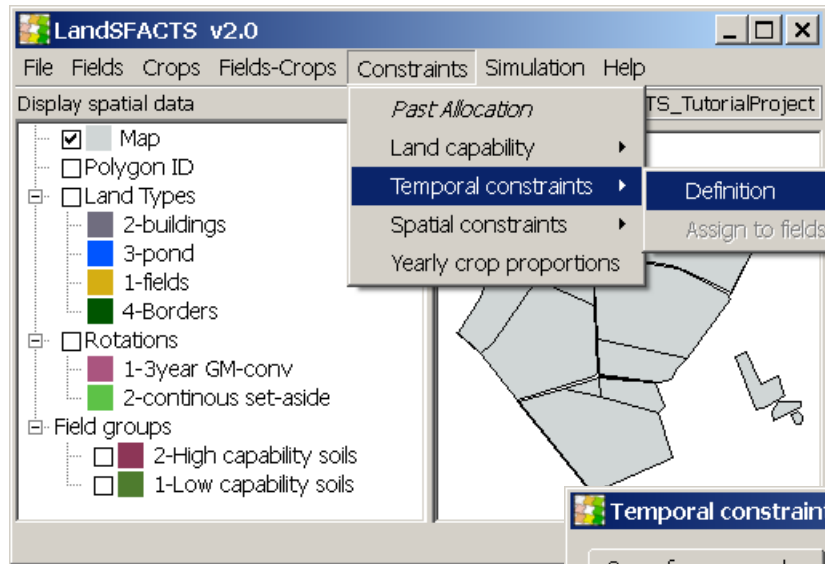 LandSFACTS v2.0
File Fields Crops Fields-Crops Constraints Simulation Help
Display spatial data
TS_TutorialProject
Past Allocation
Land capability
Temporal constraints
Spatial constraints
Yearly crop proportions
Definition
Assign to fields
Map
Polygon ID
Land Types
2-buildings
3-pond
1-fields
4-Borders
Rotations
1-3year GM-conv
2-continous set-aside
Field groups
2-High capability soils
1-Low capability soils
Temporal constraint